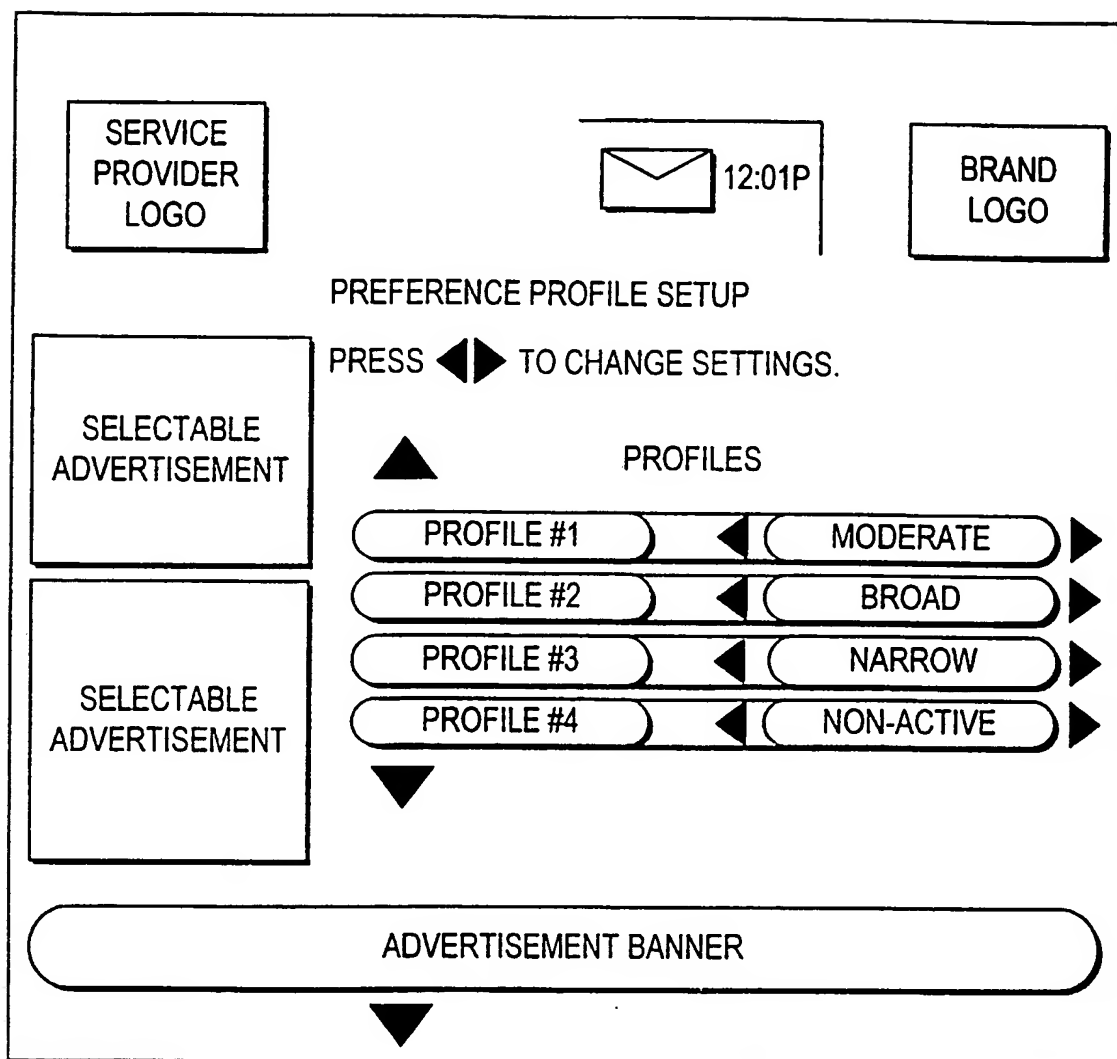 SERVICE
PROVIDER
LOGO
12:01P
BRAND
LOGO
PREFERENCE PROFILE SETUP
PRESS ◀▶ TO CHANGE SETTINGS.
SELECTABLE
ADVERTISEMENT
PROFILES
PROFILE #1 MODERATE
PROFILE #2 BROAD
PROFILE #3 NARROW
PROFILE #4 NON-ACTIVE
SELECTABLE
ADVERTISEMENT
ADVERTISEMENT BANNER